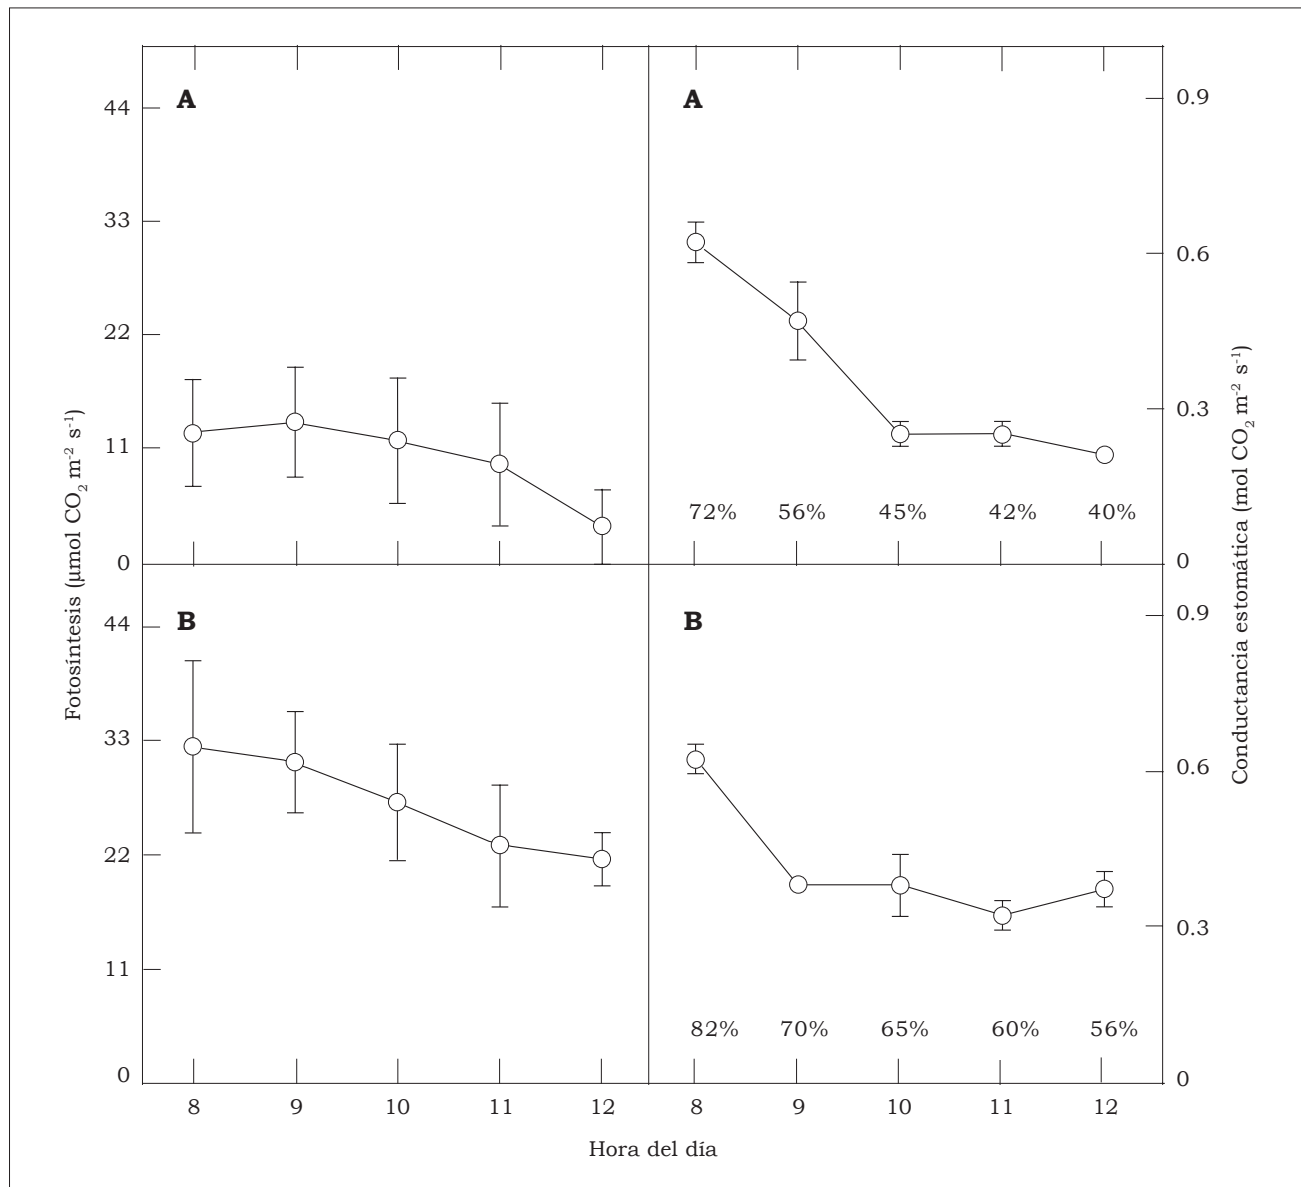 A
A
44
33
22
11
0
0.9
0.6
0.3
0
72% 56% 45% 42% 40%
B
B
44
33
22
11
0
0.9
0.6
0.3
0
82% 70% 65% 60% 56%
8 9 10 11 12
8 9 10 11 12
Hora del día
Fotosíntesis (µmol CO₂ m⁻² s⁻¹)
Conductancia estomática (mol CO₂ m⁻² s⁻¹)